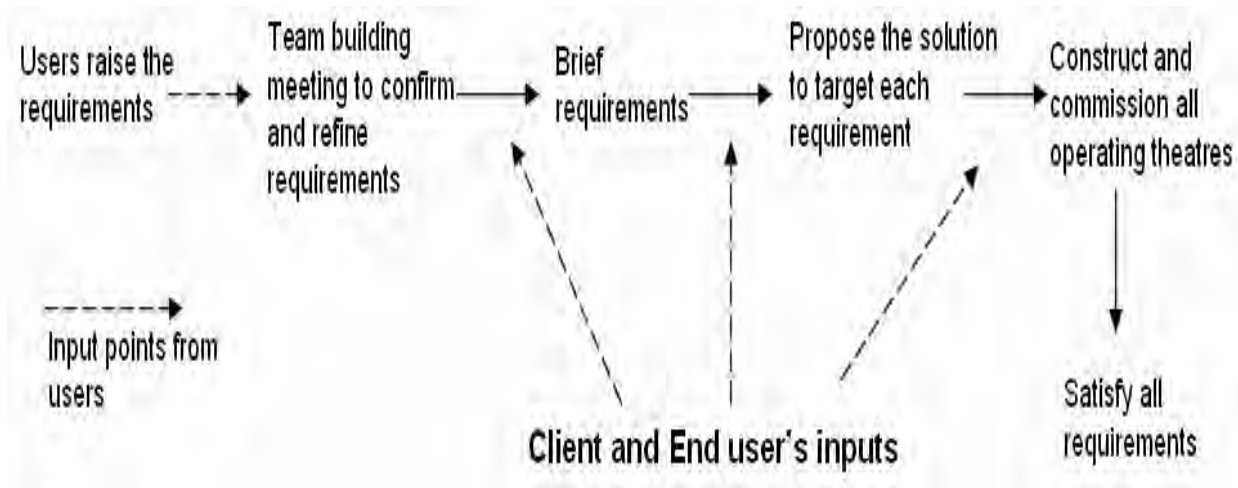 Users raise the
requirements
Team building
meeting to confirm
and refine
requirements
Brief
requirements
Propose the solution
to target each
requirement
Construct and
commission all
operating theatres
Input points from
users
Client and End user's inputs
Satisfy all
requirements